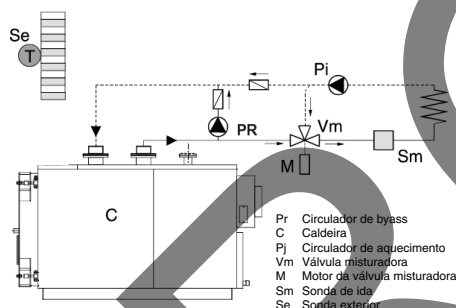 Se
T
Pi
PR
Vm
M
Sm
C
Pr Circulador de byass
C Caldeira
Pj Circulador de aquecimento
Vm Válvula misturadora
M Motor da válvula misturadora
Sm Sonda de ida
Se Sonda exterior